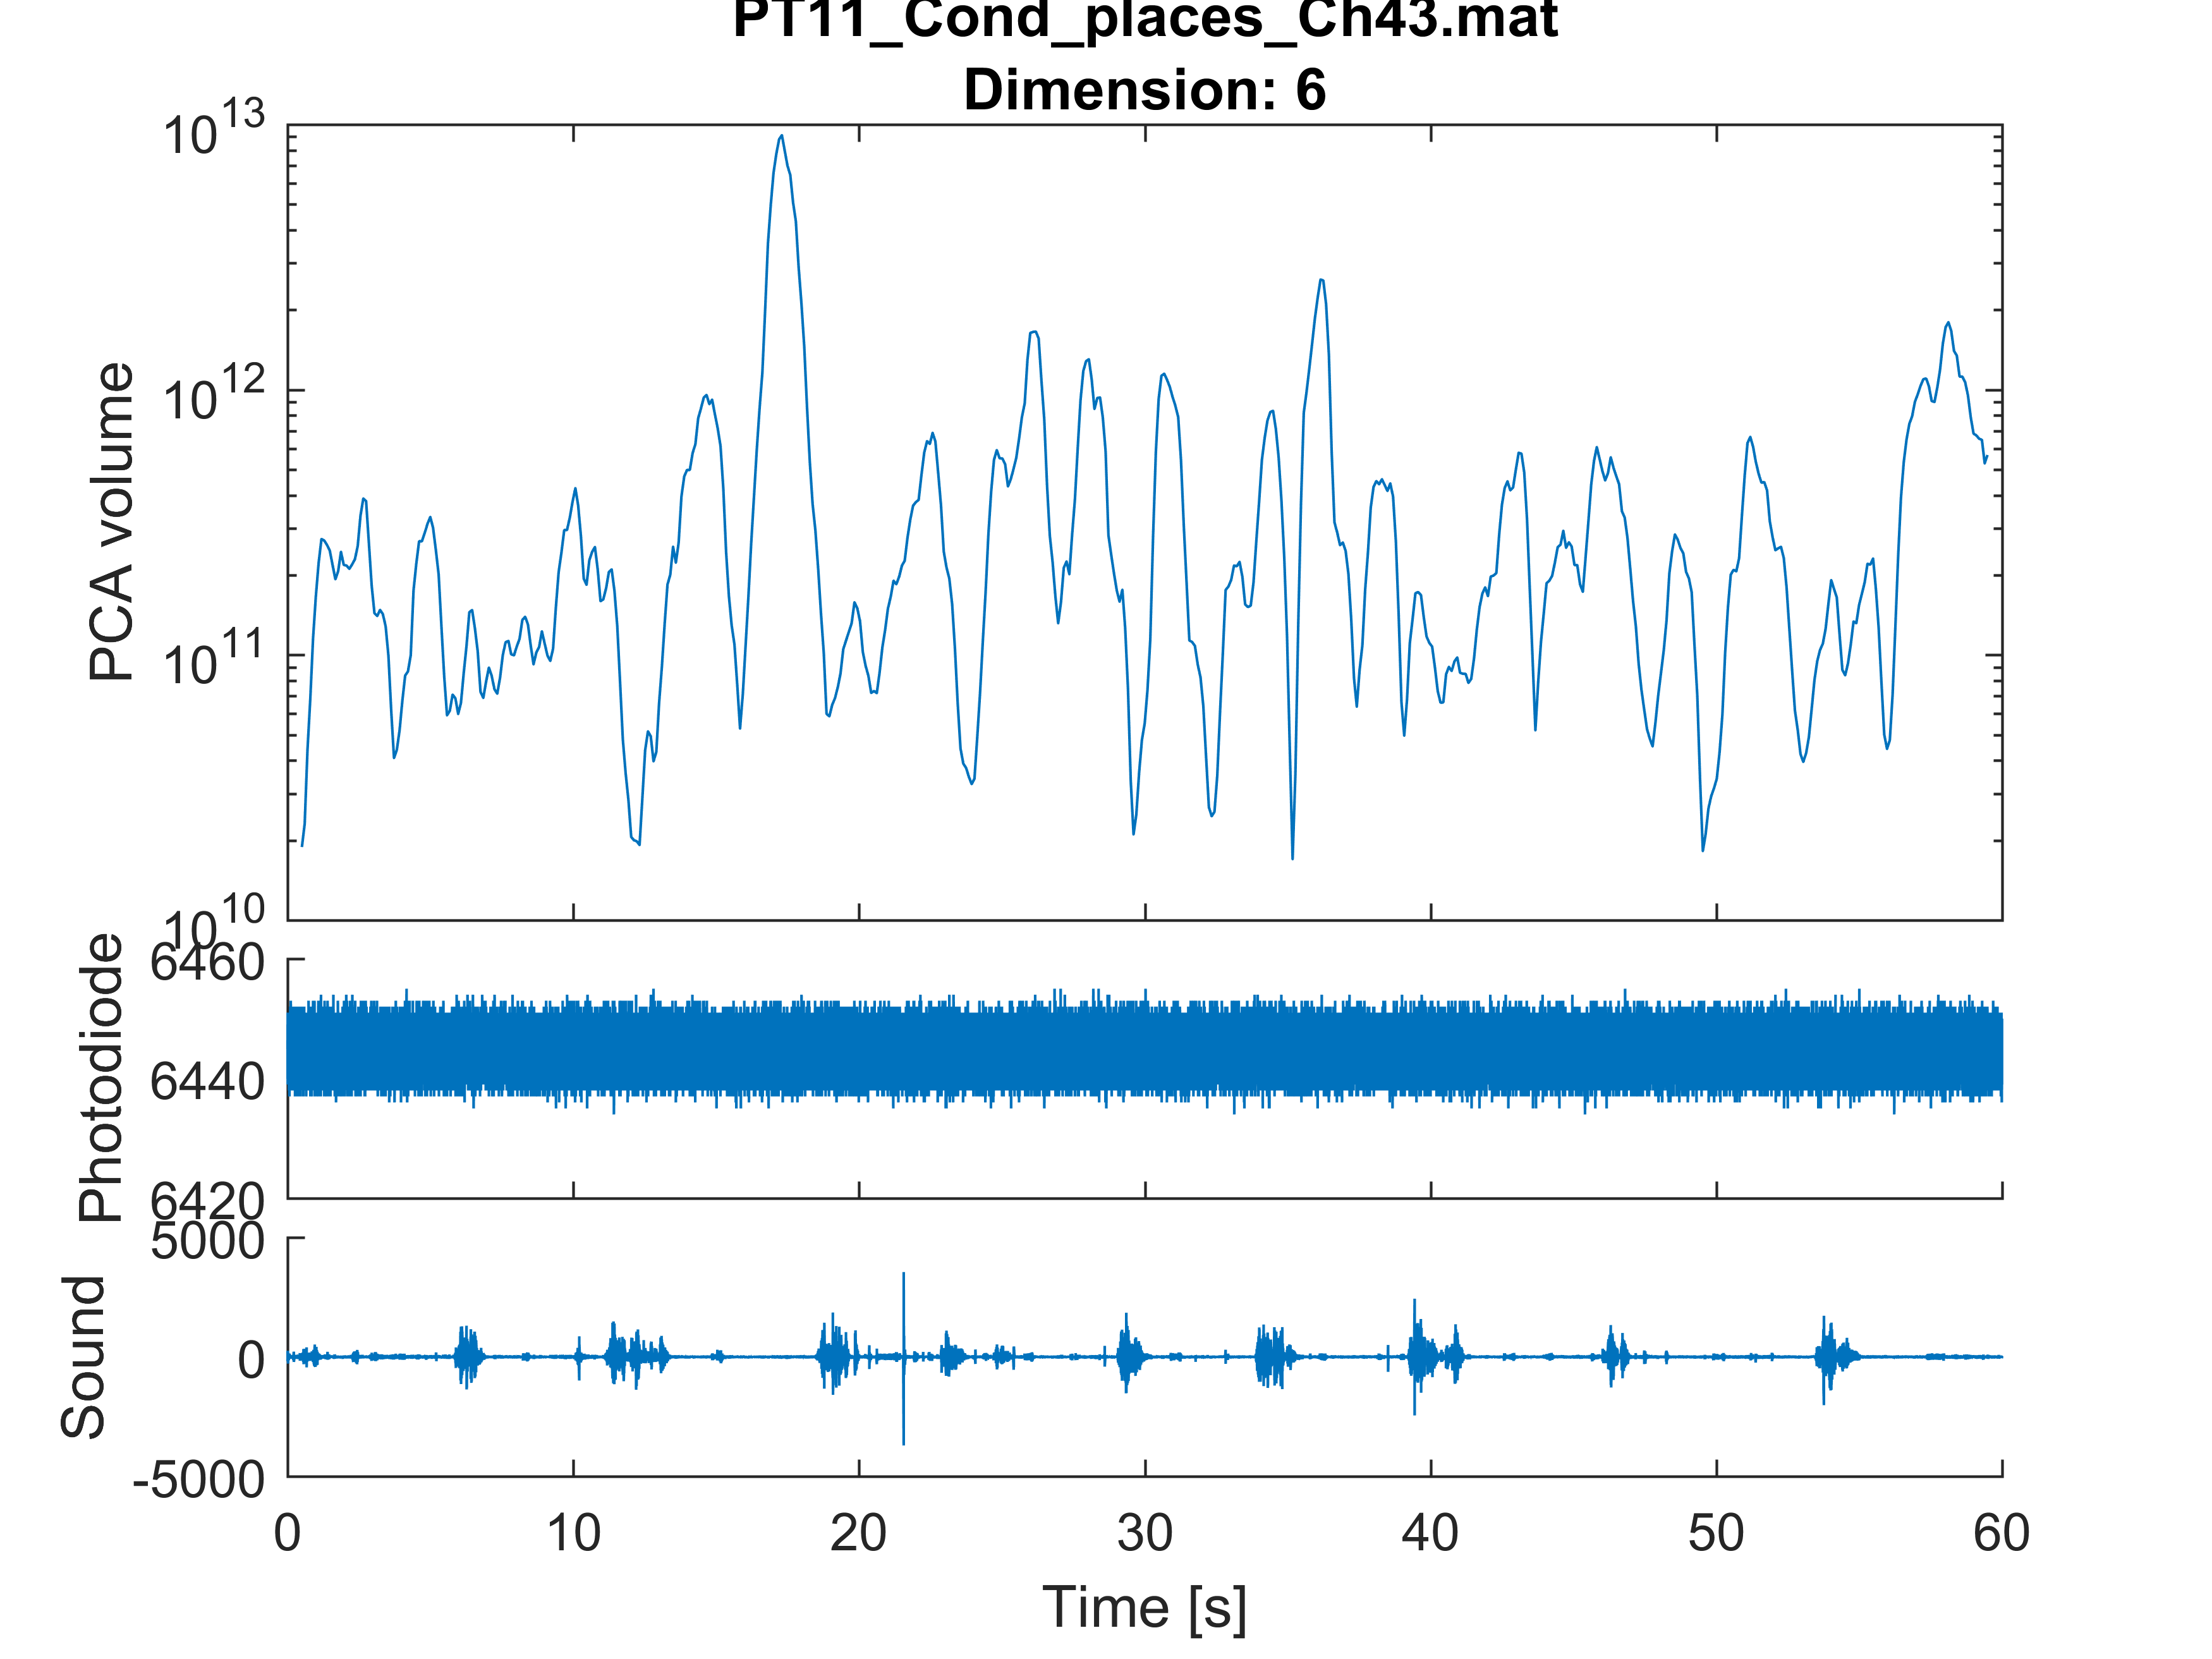 PT11_Cond_places_Ch43.mat
Dimension: 6
10^13
10^12
10^11
10^10
PCA volume
6460
6440
6420
Photodiode
5000
0
-5000
Sound
0 10 20 30 40 50 60
Time [s]